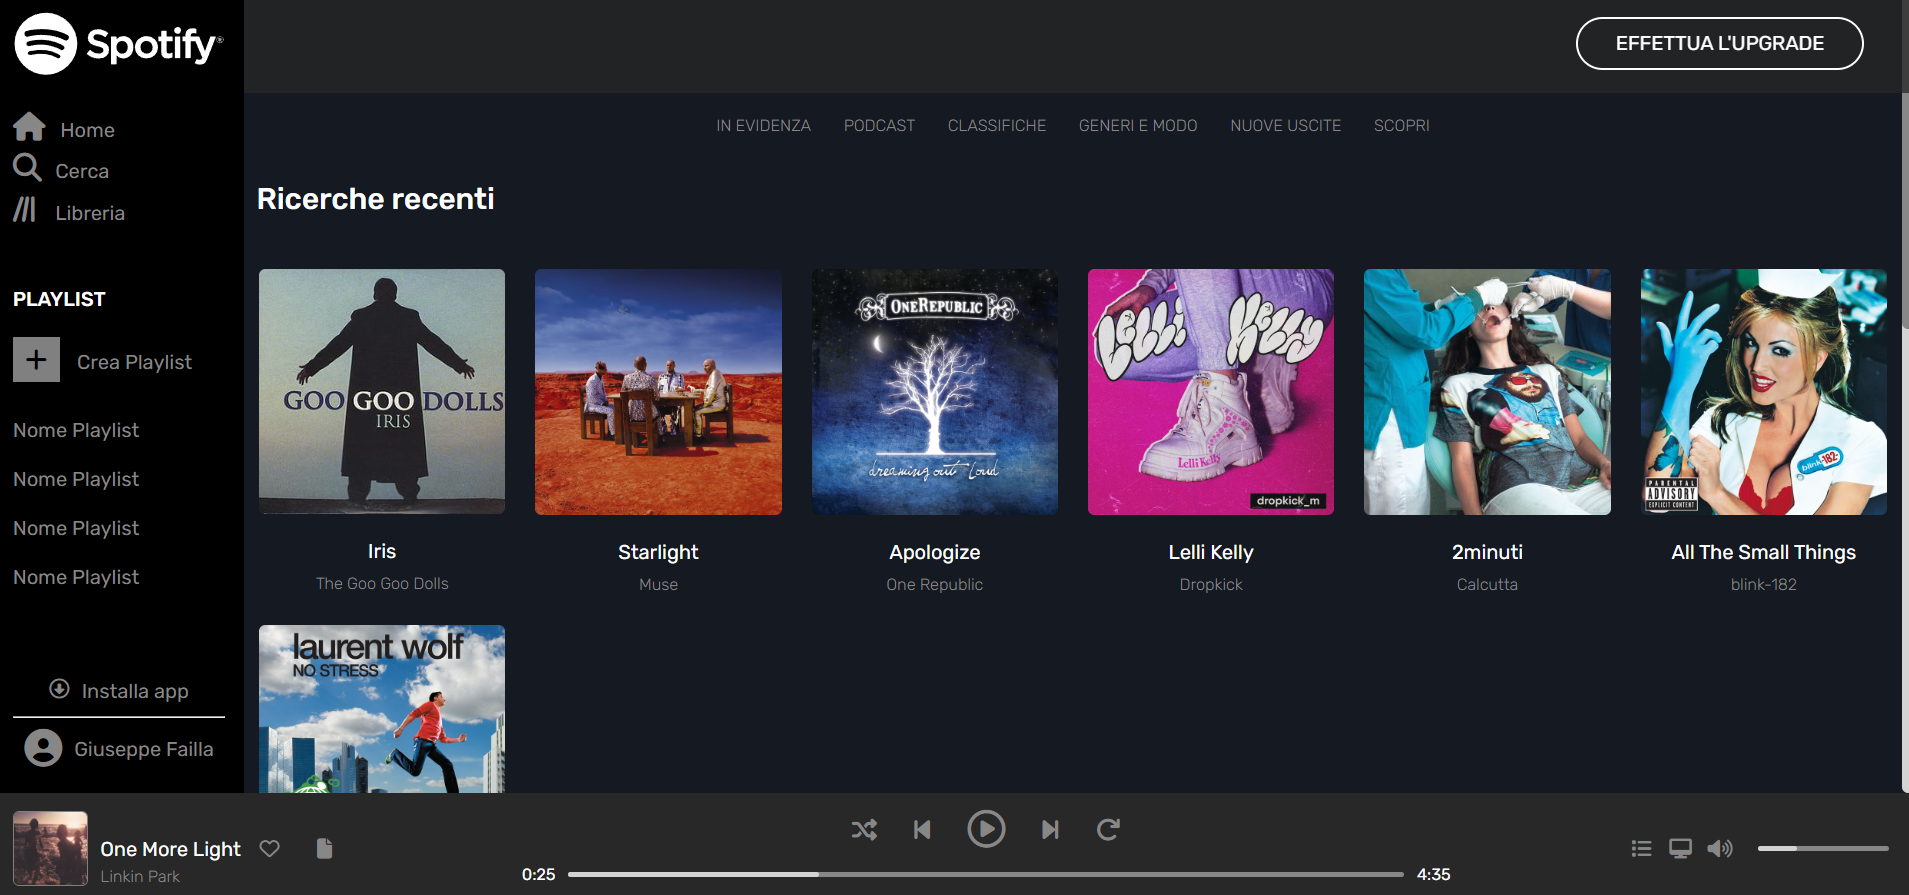 Spotify®
EFFETTUA L'UPGRADE
Home
Cerca
Libreria
PLAYLIST
Crea Playlist
Nome Playlist
Nome Playlist
Nome Playlist
Nome Playlist
Installa app
Giuseppe Failla
IN EVIDENZA PODCAST CLASSIFICHE GENERI E MODO NUOVE USCITE SCOPRI
Ricerche recenti
GOO GOO DOLLS
IRIS
Iris
The Goo Goo Dolls
Starlight
Muse
ONEREPUBLIC
dreaming out loud
Apologize
One Republic
Lelli Kelly
Lelli Kelly
dropkick_m
Lelli Kelly
Dropkick
2minuti
Calcutta
blink-182
PARENTAL
ADVISORY
EXPLICIT CONTENT
All The Small Things
blink-182
laurent wolf
NO STRESS
One More Light
Linkin Park
0:25
4:35